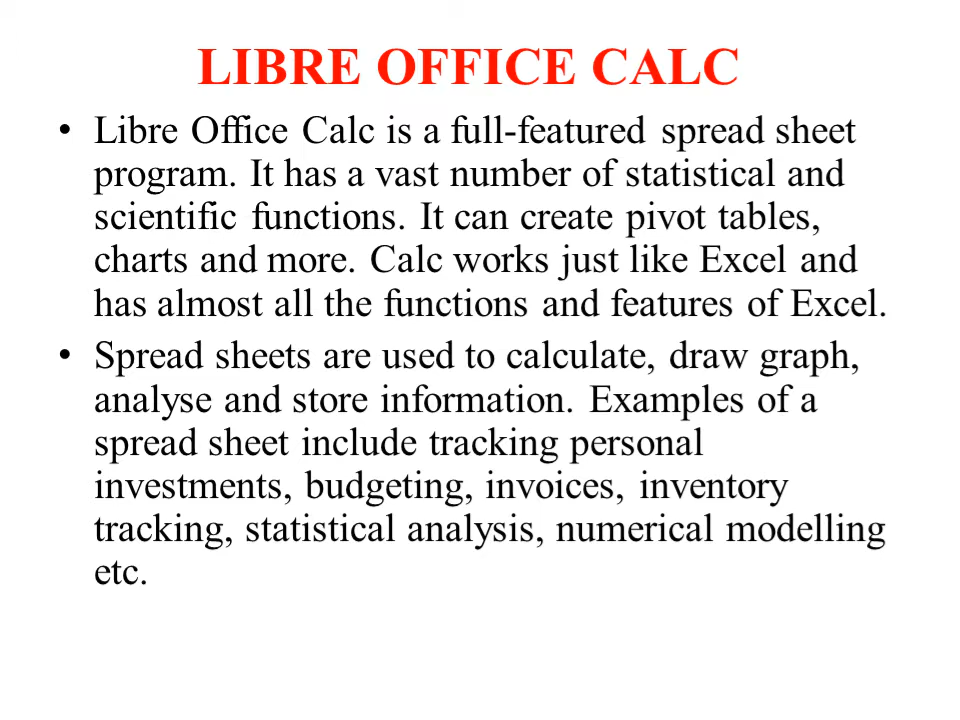 LIBRE OFFICE CALC
• Libre Office Calc is a full-featured spread sheet
program. It has a vast number of statistical and
scientific functions. It can create pivot tables,
charts and more. Calc works just like Excel and
has almost all the functions and features of Excel.
• Spread sheets are used to calculate, draw graph,
analyse and store information. Examples of a
spread sheet include tracking personal
investments, budgeting, invoices, inventory
tracking, statistical analysis, numerical modelling
etc.